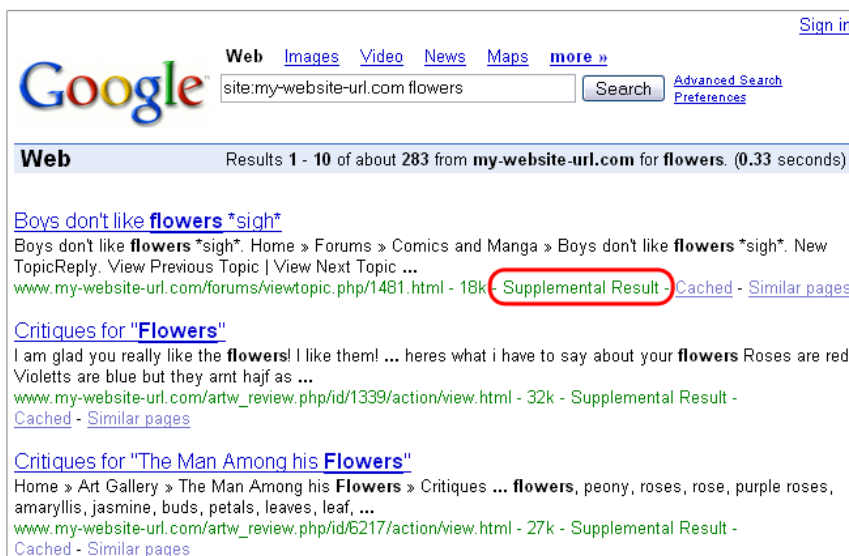 Sign in
Google
Web Images Video News Maps more »
site:my-website-url.com flowers Search Advanced Search
Preferences
Web Results 1 - 10 of about 283 from my-website-url.com for flowers. (0.33 seconds)
Boys don't like flowers *sigh*
Boys don't like flowers *sigh*. Home » Forums » Comics and Manga » Boys don't like flowers *sigh*. New
TopicReply. View Previous Topic | View Next Topic ...
www.my-website-url.com/forums/viewtopic.php/1481.html - 18k - Supplemental Result - Cached - Similar pages
Critiques for "Flowers"
I am glad you really like the flowers! I like them! ... heres what i have to say about your flowers Roses are red
Violetts are blue but they arnt hajf as ...
www.my-website-url.com/artw_review.php/id/1339/action/view.html - 32k - Supplemental Result -
Cached - Similar pages
Critiques for "The Man Among his Flowers"
Home » Art Gallery » The Man Among his Flowers » Critiques ... flowers, peony, roses, rose, purple roses,
amaryllis, jasmine, buds, petals, leaves, leaf, ...
www.my-website-url.com/artw_review.php/id/6217/action/view.html - 27k - Supplemental Result -
Cached - Similar pages